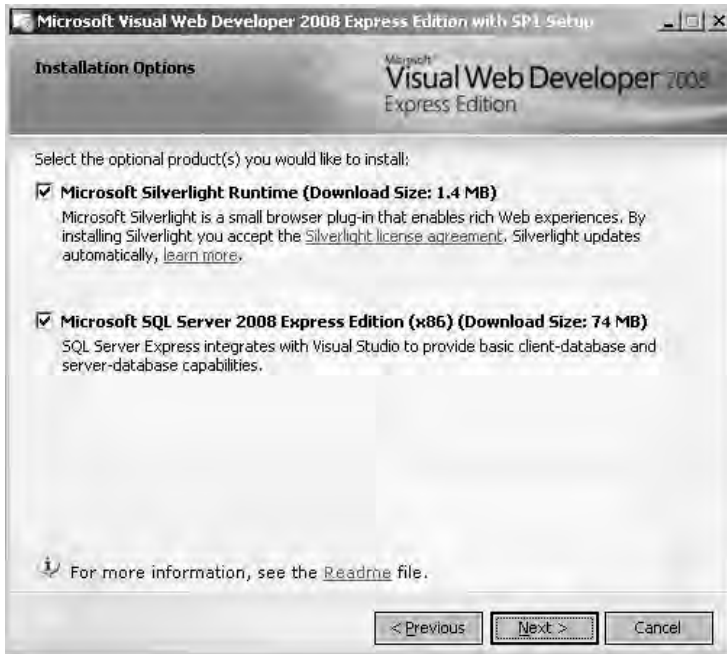 Microsoft Visual Web Developer 2008 Express Edition with SP1 Setup
Installation Options
Microsoft
Visual Web Developer 2008
Express Edition
Select the optional product(s) you would like to install:
Microsoft Silverlight Runtime (Download Size: 1.4 MB)
Microsoft Silverlight is a small browser plug-in that enables rich Web experiences. By
installing Silverlight you accept the Silverlight license agreement. Silverlight updates
automatically, learn more.
Microsoft SQL Server 2008 Express Edition (x86) (Download Size: 74 MB)
SQL Server Express integrates with Visual Studio to provide basic client-database and
server-database capabilities.
For more information, see the Readme file.
< Previous
Next >
Cancel